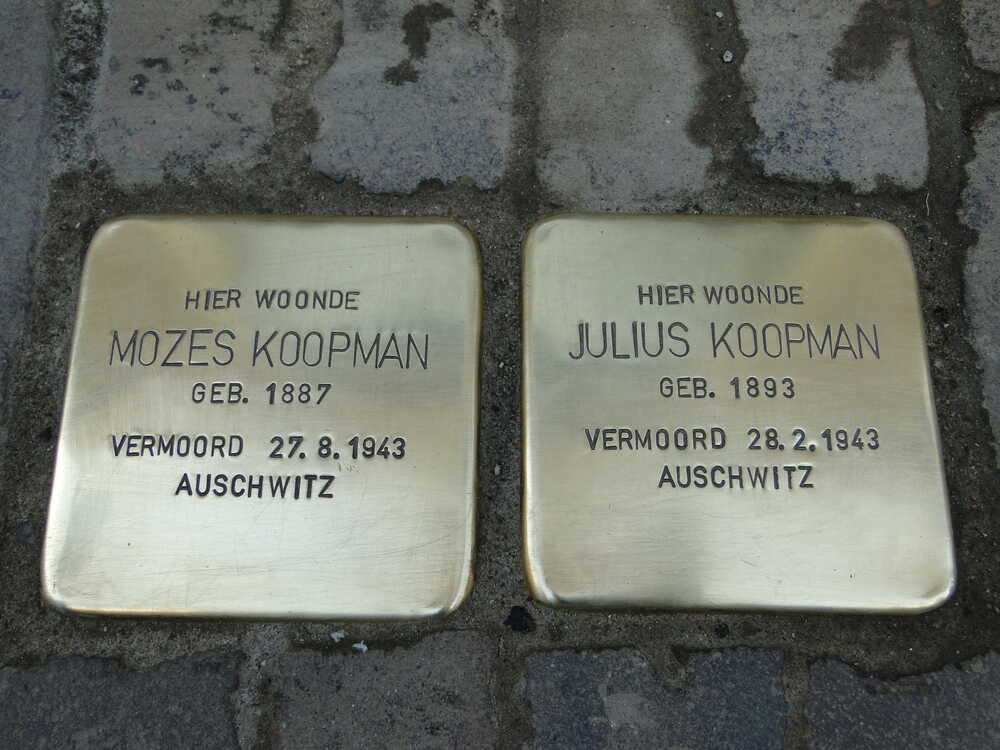 HIER WOONDE
MOZES KOOPMAN
GEB. 1887
VERMOORD 27.8.1943
AUSCHWITZ
HIER WOONDE
JULIUS KOOPMAN
GEB. 1893
VERMOORD 28.2.1943
AUSCHWITZ